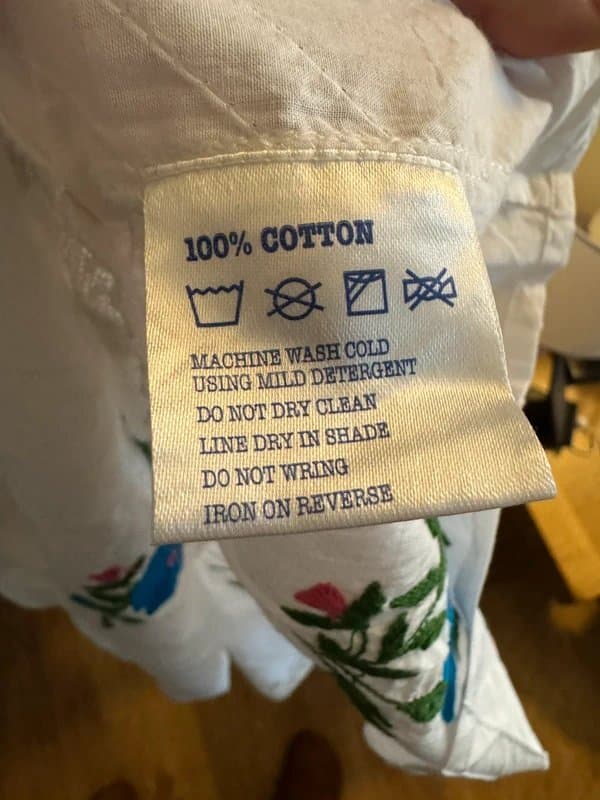 100% COTTON
MACHINE WASH COLD
USING MILD DETERGENT
DO NOT DRY CLEAN
LINE DRY IN SHADE
DO NOT WRING
IRON ON REVERSE